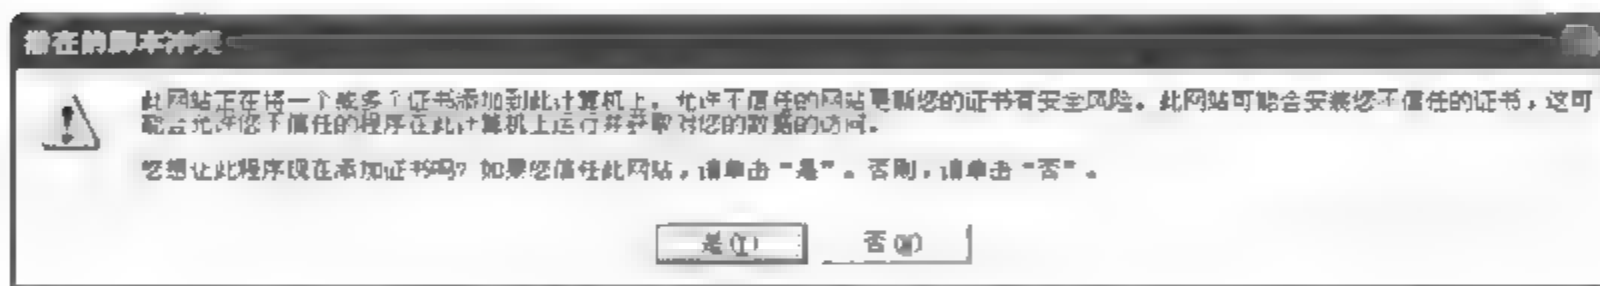 潜在的脚本冲突
此网站正在将一个或多个证书添加到此计算机上。允许不信任的网站更新您的证书有安全风险。此网站可能会安装您不信任的证书，这可
能会允许您不信任的程序在此计算机上运行并获取对您的数据的访问。
您想让此程序现在添加证书吗? 如果您信任此网站，请单击“是”。否则，请单击“否”。
是(Y)
否(N)